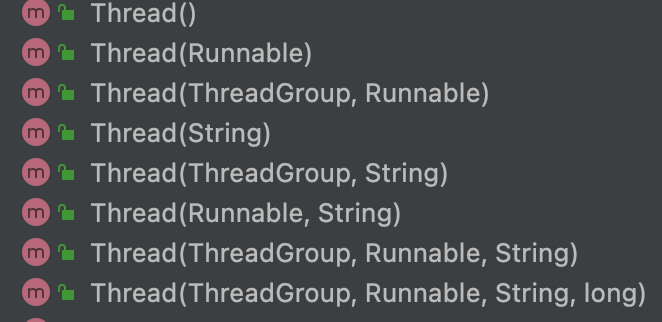 m Thread()
m Thread(Runnable)
m Thread(ThreadGroup, Runnable)
m Thread(String)
m Thread(ThreadGroup, String)
m Thread(Runnable, String)
m Thread(ThreadGroup, Runnable, String)
m Thread(ThreadGroup, Runnable, String, long)